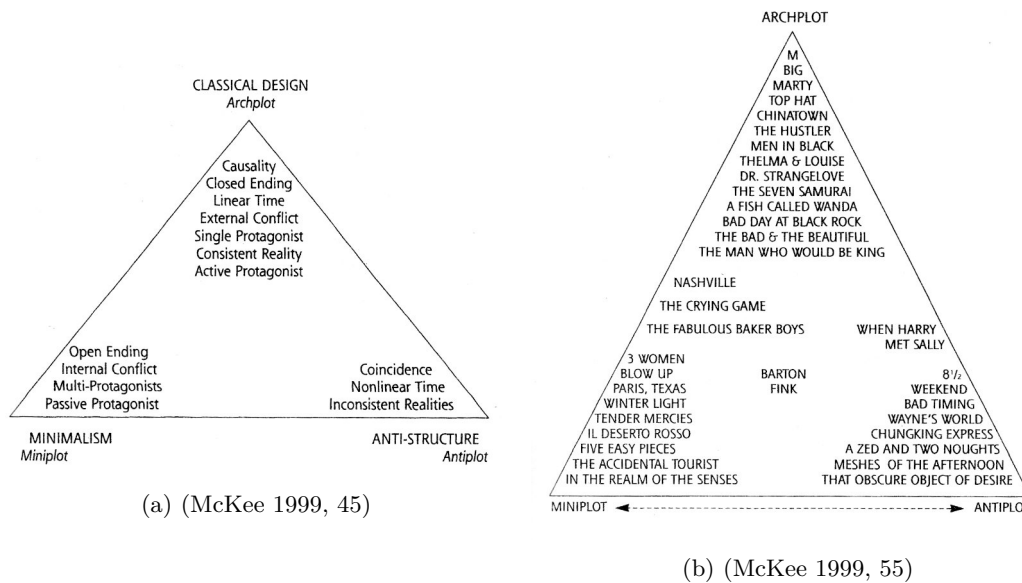 CLASSICAL DESIGN
Archplot
Causality
Closed Ending
Linear Time
External Conflict
Single Protagonist
Consistent Reality
Active Protagonist
Open Ending
Internal Conflict
Multi-Protagonists
Passive Protagonist
Coincidence
Nonlinear Time
Inconsistent Realities
MINIMALISM
Miniplot
ANTI-STRUCTURE
Antiplot
(a) (McKee 1999, 45)
ARCHPLOT
M
BIG
MARTY
TOP HAT
CHINATOWN
THE HUSTLER
MEN IN BLACK
THELMA & LOUISE
DR. STRANGELOVE
THE SEVEN SAMURAI
A FISH CALLED WANDA
BAD DAY AT BLACK ROCK
THE BAD & THE BEAUTIFUL
THE MAN WHO WOULD BE KING
NASHVILLE
THE CRYING GAME
THE FABULOUS BAKER BOYS
WHEN HARRY
MET SALLY
3 WOMEN
BLOW UP
PARIS, TEXAS
WINTER LIGHT
TENDER MERCIES
IL DESERTO ROSSO
FIVE EASY PIECES
THE ACCIDENTAL TOURIST
IN THE REALM OF THE SENSES
BARTON
FINK
8½
WEEKEND
BAD TIMING
WAYNE'S WORLD
CHUNGKING EXPRESS
A ZED AND TWO NOUGHTS
MESHES OF THE AFTERNOON
THAT OBSCURE OBJECT OF DESIRE
MINIPLOT
ANTIPLO
(b) (McKee 1999, 55)